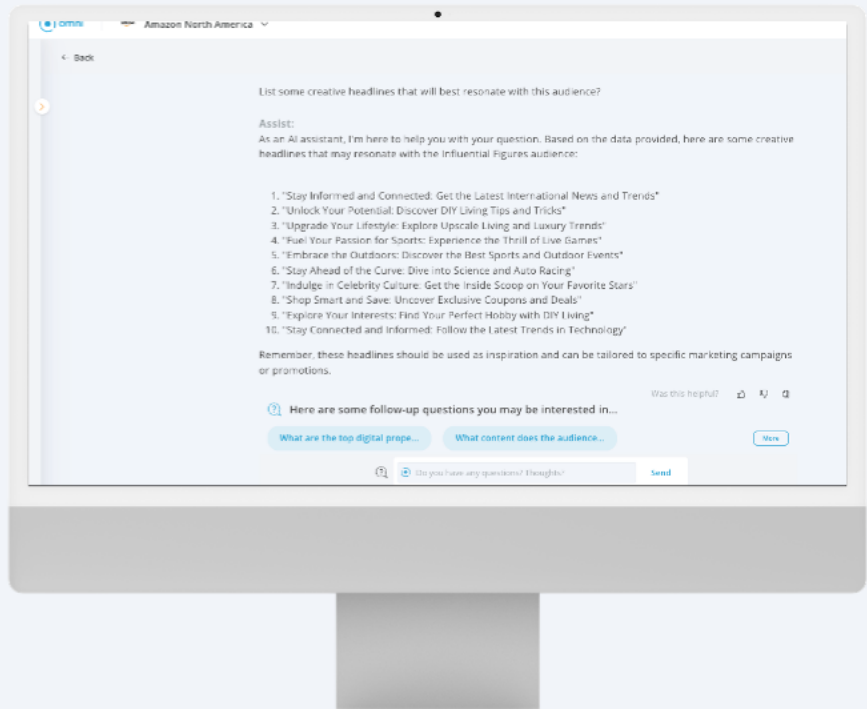 omni Amazon North America
Back
List some creative headlines that will best resonate with this audience?
Assist:
As an AI assistant, I'm here to help you with your question. Based on the data provided, here are some creative
headlines that may resonate with the Influential Figures audience:
1. "Stay Informed and Connected: Get the Latest International News and Trends"
2. "Unlock Your Potential: Discover DIY Living Tips and Tricks"
3. "Upgrade Your Lifestyle: Explore Upscale Living and Luxury Trends"
4. "Fuel Your Passion for Sports: Experience the Thrill of Live Games"
5. "Embrace the Outdoors: Discover the Best Sports and Outdoor Events"
6. "Stay Ahead of the Curve: Dive into Science and Auto Racing"
7. "Indulge in Celebrity Culture: Get the Inside Scoop on Your Favorite Stars"
8. "Shop Smart and Save: Uncover Exclusive Coupons and Deals"
9. "Explore Your Interests: Find Your Perfect Hobby with DIY Living"
10. "Stay Connected and Informed: Follow the Latest Trends in Technology"
Remember, these headlines should be used as inspiration and can be tailored to specific marketing campaigns
or promotions.
Was this helpful?
Here are some follow-up questions you may be interested in...
What are the top digital prope... What content does the audience... More
Do you have any questions? Thoughts? Send